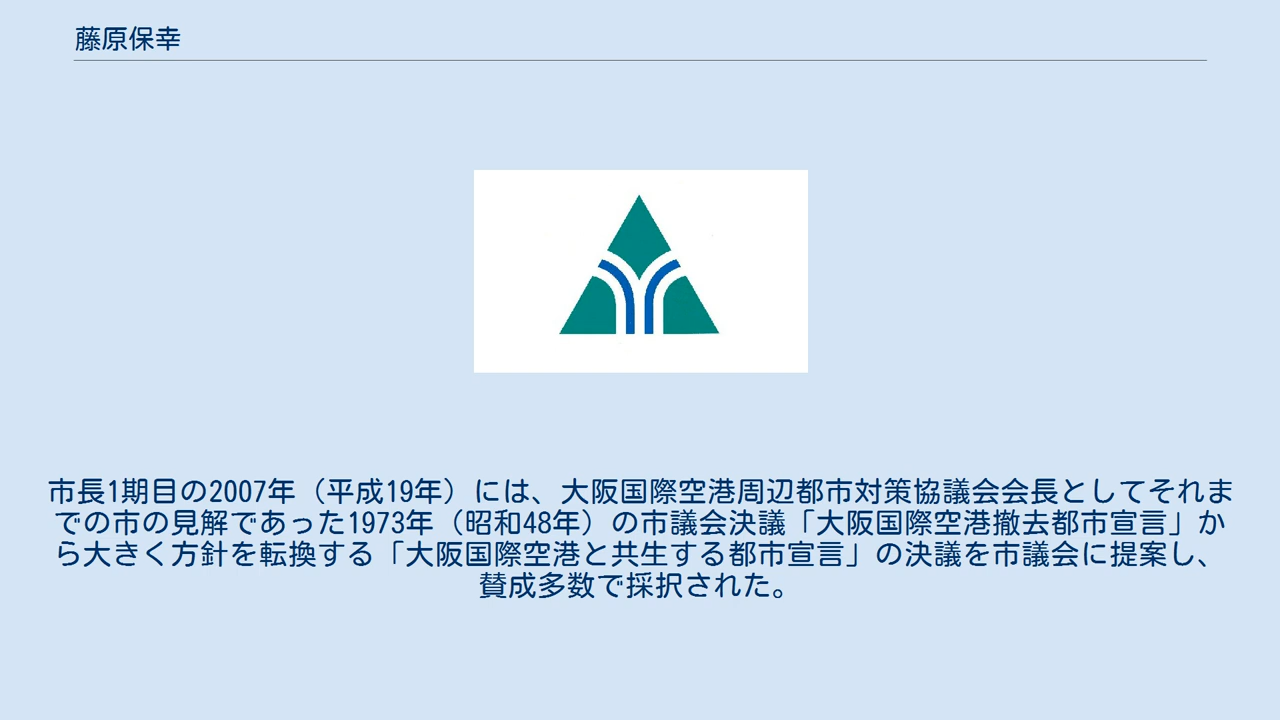 藤原保幸
市長1期目の2007年（平成19年）には、大阪国際空港周辺都市対策協議会会長としてそれま
での市の見解であった1973年（昭和48年）の市議会決議「大阪国際空港撤去都市宣言」か
ら大きく方針を転換する「大阪国際空港と共生する都市宣言」の決議を市議会に提案し、
賛成多数で採択された。